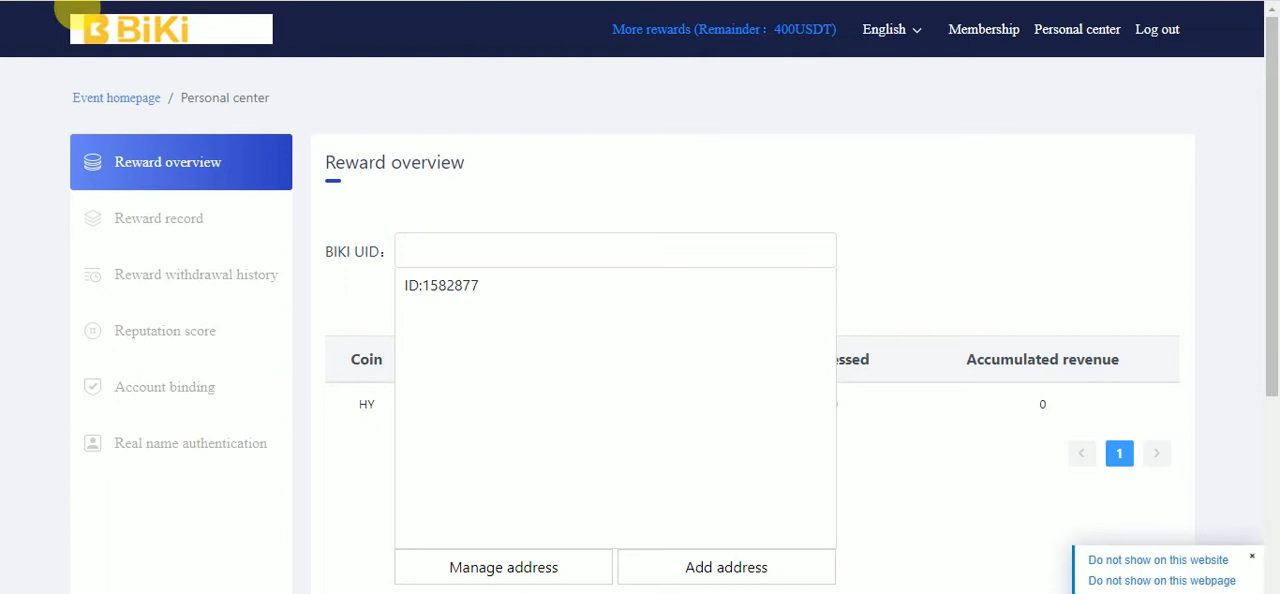 BiKi
More rewards (Remainder：400USDT)
English
Membership
Personal center
Log out
Event homepage / Personal center
Reward overview
Reward record
Reward withdrawal history
Reputation score
Account binding
Real name authentication
Reward overview
BIKI UID：
ID:1582877
Manage address
Add address
Coin
Accumulated revenue
HY
0
1
Do not show on this website
Do not show on this webpage